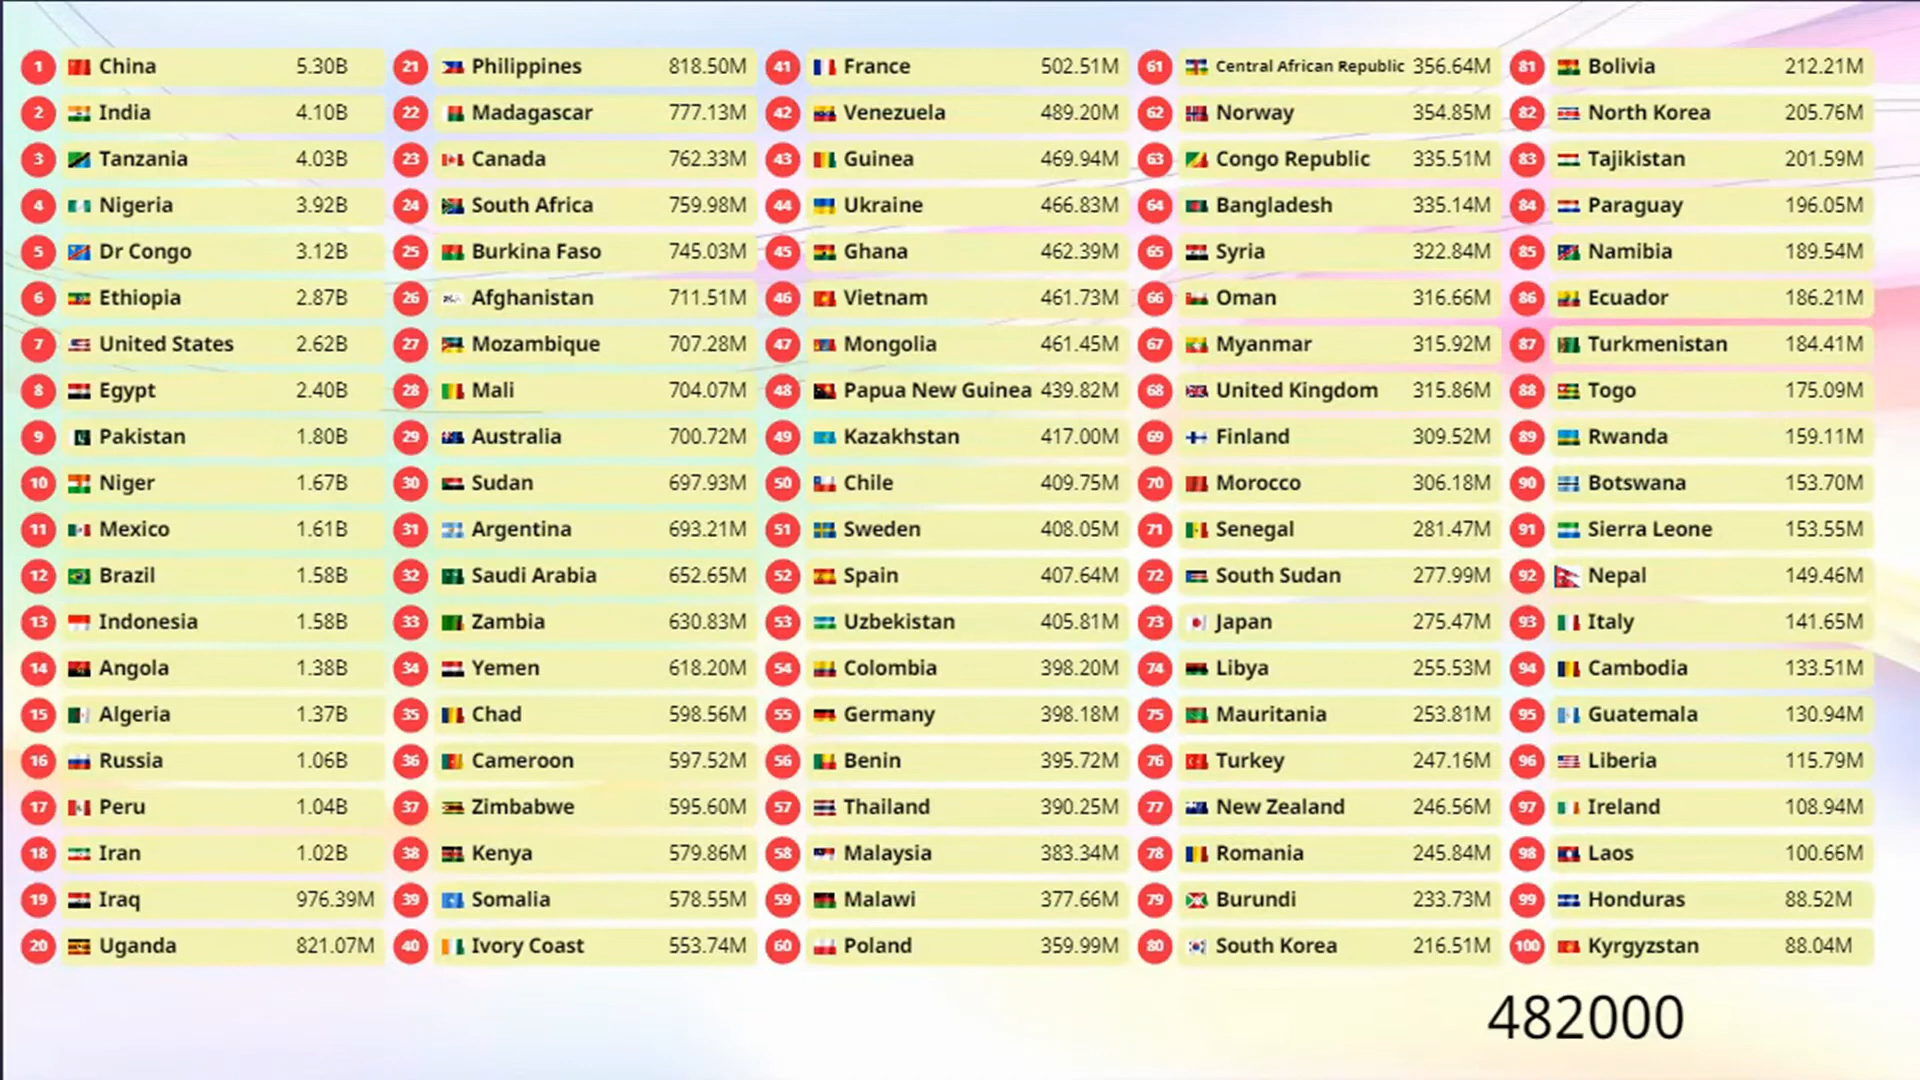 1 China 5.30B
2 India 4.10B
3 Tanzania 4.03B
4 Nigeria 3.92B
5 Dr Congo 3.12B
6 Ethiopia 2.87B
7 United States 2.62B
8 Egypt 2.40B
9 Pakistan 1.80B
10 Niger 1.67B
11 Mexico 1.61B
12 Brazil 1.58B
13 Indonesia 1.58B
14 Angola 1.38B
15 Algeria 1.37B
16 Russia 1.06B
17 Peru 1.04B
18 Iran 1.02B
19 Iraq 976.39M
20 Uganda 821.07M
21 Philippines 818.50M
22 Madagascar 777.13M
23 Canada 762.33M
24 South Africa 759.98M
25 Burkina Faso 745.03M
26 Afghanistan 711.51M
27 Mozambique 707.28M
28 Mali 704.07M
29 Australia 700.72M
30 Sudan 697.93M
31 Argentina 693.21M
32 Saudi Arabia 652.65M
33 Zambia 630.83M
34 Yemen 618.20M
35 Chad 598.56M
36 Cameroon 597.52M
37 Zimbabwe 595.60M
38 Kenya 579.86M
39 Somalia 578.55M
40 Ivory Coast 553.74M
41 France 502.51M
42 Venezuela 489.20M
43 Guinea 469.94M
44 Ukraine 466.83M
45 Ghana 462.39M
46 Vietnam 461.73M
47 Mongolia 461.45M
48 Papua New Guinea 439.82M
49 Kazakhstan 417.00M
50 Chile 409.75M
51 Sweden 408.05M
52 Spain 407.64M
53 Uzbekistan 405.81M
54 Colombia 398.20M
55 Germany 398.18M
56 Benin 395.72M
57 Thailand 390.25M
58 Malaysia 383.34M
59 Malawi 377.66M
60 Poland 359.99M
61 Central African Republic 356.64M
62 Norway 354.85M
63 Congo Republic 335.51M
64 Bangladesh 335.14M
65 Syria 322.84M
66 Oman 316.66M
67 Myanmar 315.92M
68 United Kingdom 315.86M
69 Finland 309.52M
70 Morocco 306.18M
71 Senegal 281.47M
72 South Sudan 277.99M
73 Japan 275.47M
74 Libya 255.53M
75 Mauritania 253.81M
76 Turkey 247.16M
77 New Zealand 246.56M
78 Romania 245.84M
79 Burundi 233.73M
80 South Korea 216.51M
81 Bolivia 212.21M
82 North Korea 205.76M
83 Tajikistan 201.59M
84 Paraguay 196.05M
85 Namibia 189.54M
86 Ecuador 186.21M
87 Turkmenistan 184.41M
88 Togo 175.09M
89 Rwanda 159.11M
90 Botswana 153.70M
91 Sierra Leone 153.55M
92 Nepal 149.46M
93 Italy 141.65M
94 Cambodia 133.51M
95 Guatemala 130.94M
96 Liberia 115.79M
97 Ireland 108.94M
98 Laos 100.66M
99 Honduras 88.52M
100 Kyrgyzstan 88.04M
482000